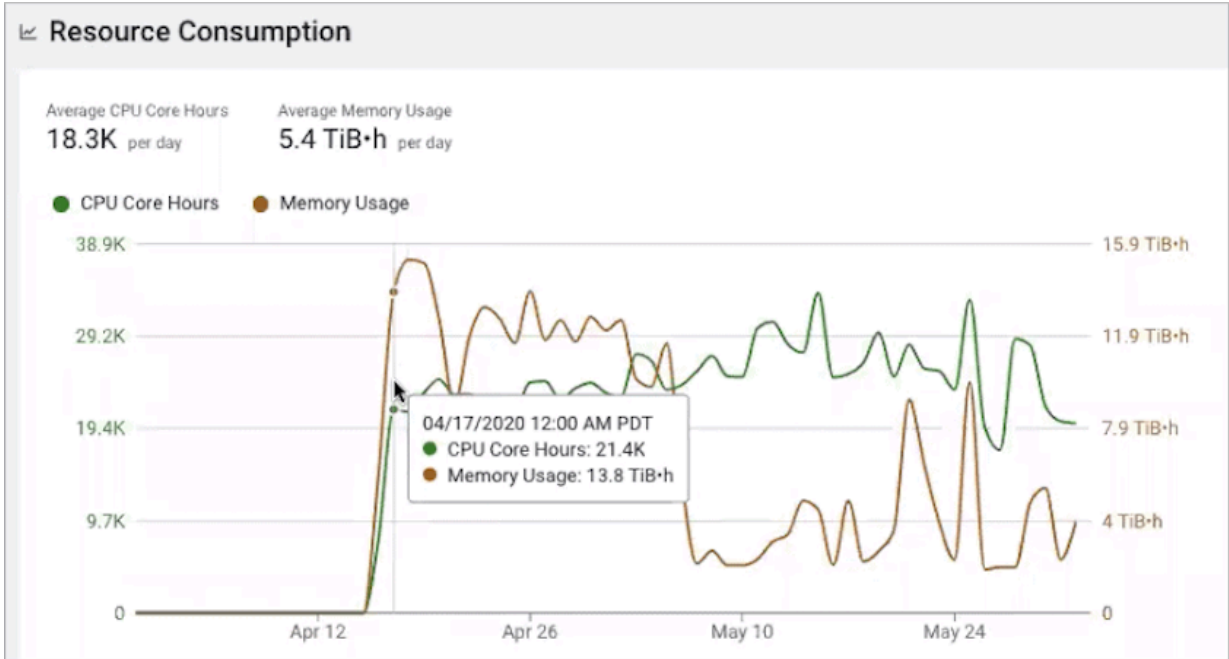 Resource Consumption
Average CPU Core Hours Average Memory Usage
18.3K per day 5.4 TiB•h per day
CPU Core Hours Memory Usage
38.9K 15.9 TiB•h
29.2K 11.9 TiB•h
04/17/2020 12:00 AM PDT
19.4K 7.9 TiB•h
CPU Core Hours: 21.4K
Memory Usage: 13.8 TiB•h
9.7K 4 TiB•h
0 0
Apr 12 Apr 26 May 10 May 24